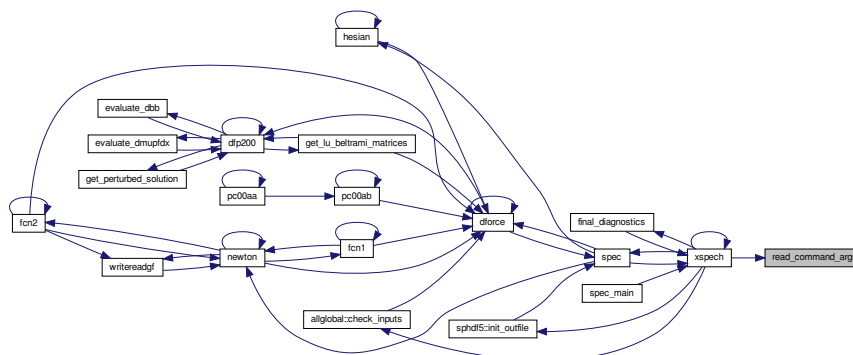 hesian
evaluate_dbb
evaluate_dmupfdx
dfp200
get_lu_beltrami_matrices
get_perturbed_solution
pc00aa
pc00ab
fcn2
dforce
final_diagnostics
newton
fcn1
spec
xspech
read_command_arg
writereadgf
spec_main
allglobal::check_inputs
sphdf5::init_outfile